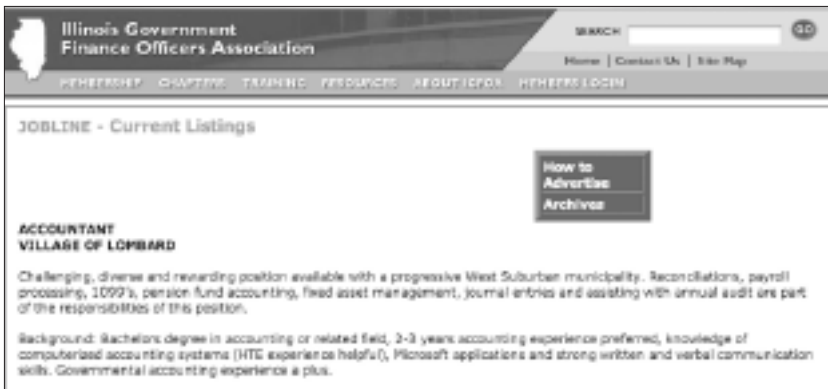 Illinois Government
Finance Officers Association
SEARCH
GO
Home | Contact Us | Site Map
MEMBERSHIP CHAPTERS TRAINING RESOURCES ABOUT IGFOA MEMBERS LOGIN
JOBLINE - Current Listings
How to
Advertise
Archives
ACCOUNTANT
VILLAGE OF LOMBARD
Challenging, diverse and rewarding position available with a progressive West Suburban municipality. Reconciliations, payroll
processing, 1099's, pension fund accounting, fixed asset management, journal entries and assisting with annual audit are part
of the responsibilities of this position.
Background: Bachelors degree in accounting or related field, 2-3 years accounting experience preferred, knowledge of
computerized accounting systems (HTE experience helpful), Microsoft applications and strong written and verbal communication
skills. Governmental accounting experience a plus.